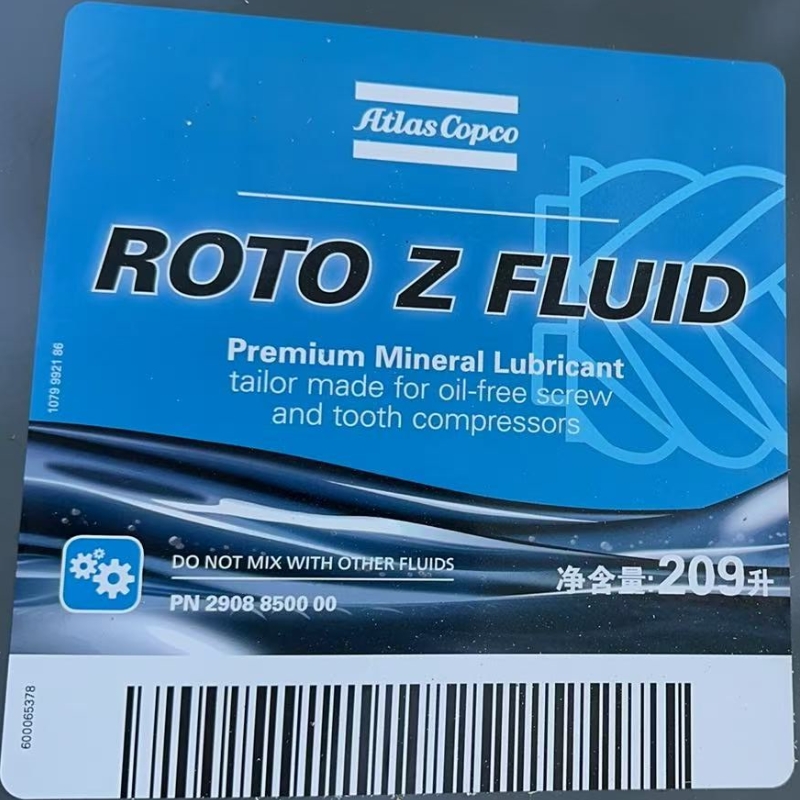 Atlas Copco
ROTO Z FLUID
Premium Mineral Lubricant
tailor made for oil-free screw
and tooth compressors
1079 9921 86
DO NOT MIX WITH OTHER FLUIDS
PN 2908 8500 00
净含量:209升
600065378